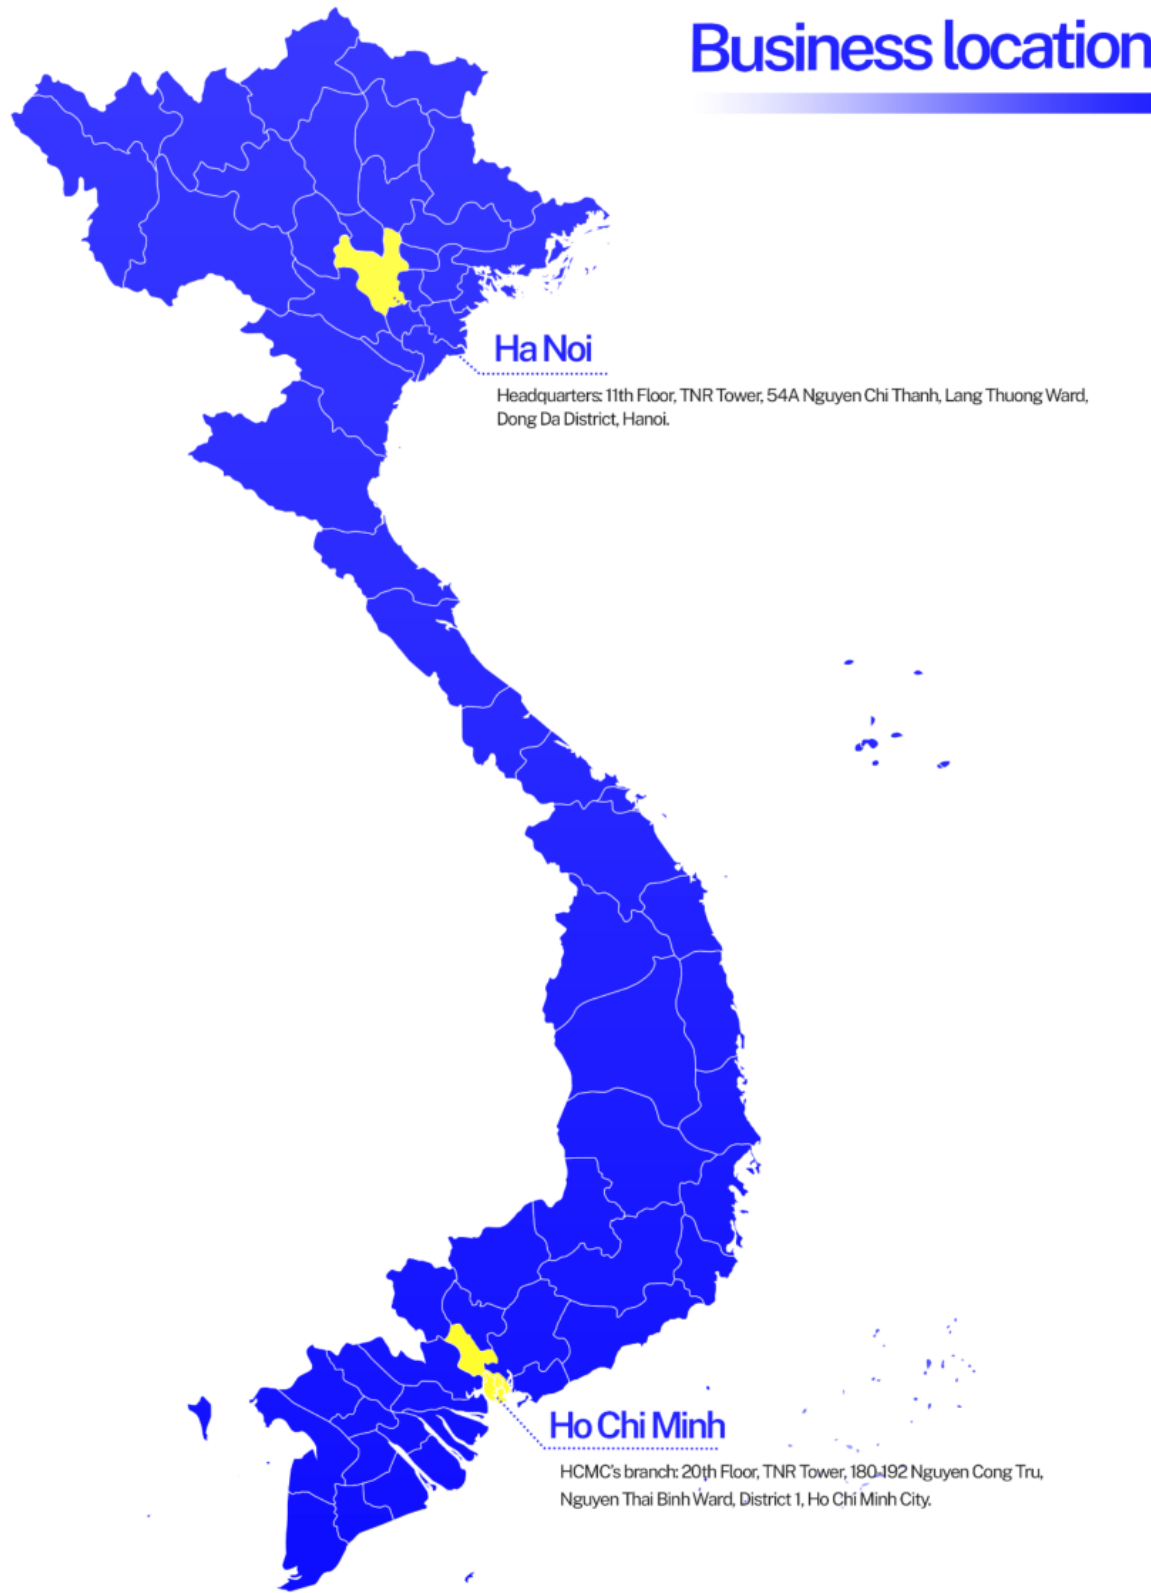 Business location
Ha Noi
Headquarters: 11th Floor, TNR Tower, 54A Nguyen Chi Thanh, Lang Thuong Ward,
Dong Da District, Hanoi.
Ho Chi Minh
HCMC's branch: 20th Floor, TNR Tower, 180-192 Nguyen Cong Tru,
Nguyen Thai Binh Ward, District 1, Ho Chi Minh City.